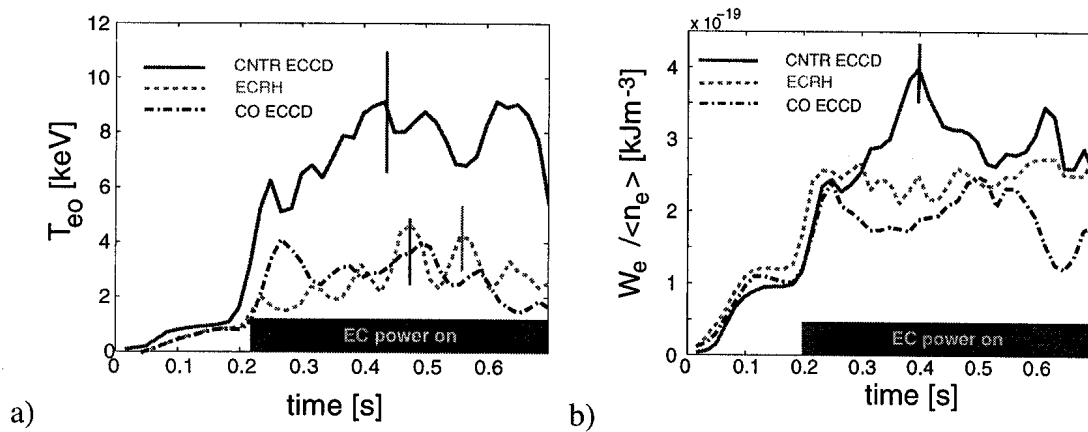 12
10
8
6
4
2
0
T_eo [keV]
CNTR ECCD
ECRH
CO ECCD
EC power on
0 0.1 0.2 0.3 0.4 0.5 0.6
time [s]
a)
x 10^-19
4
3
2
1
0
W_e /<n_e> [kJm-3]
CNTR ECCD
ECRH
CO ECCD
EC power on
0 0.1 0.2 0.3 0.4 0.5 0.6
time [s]
b)